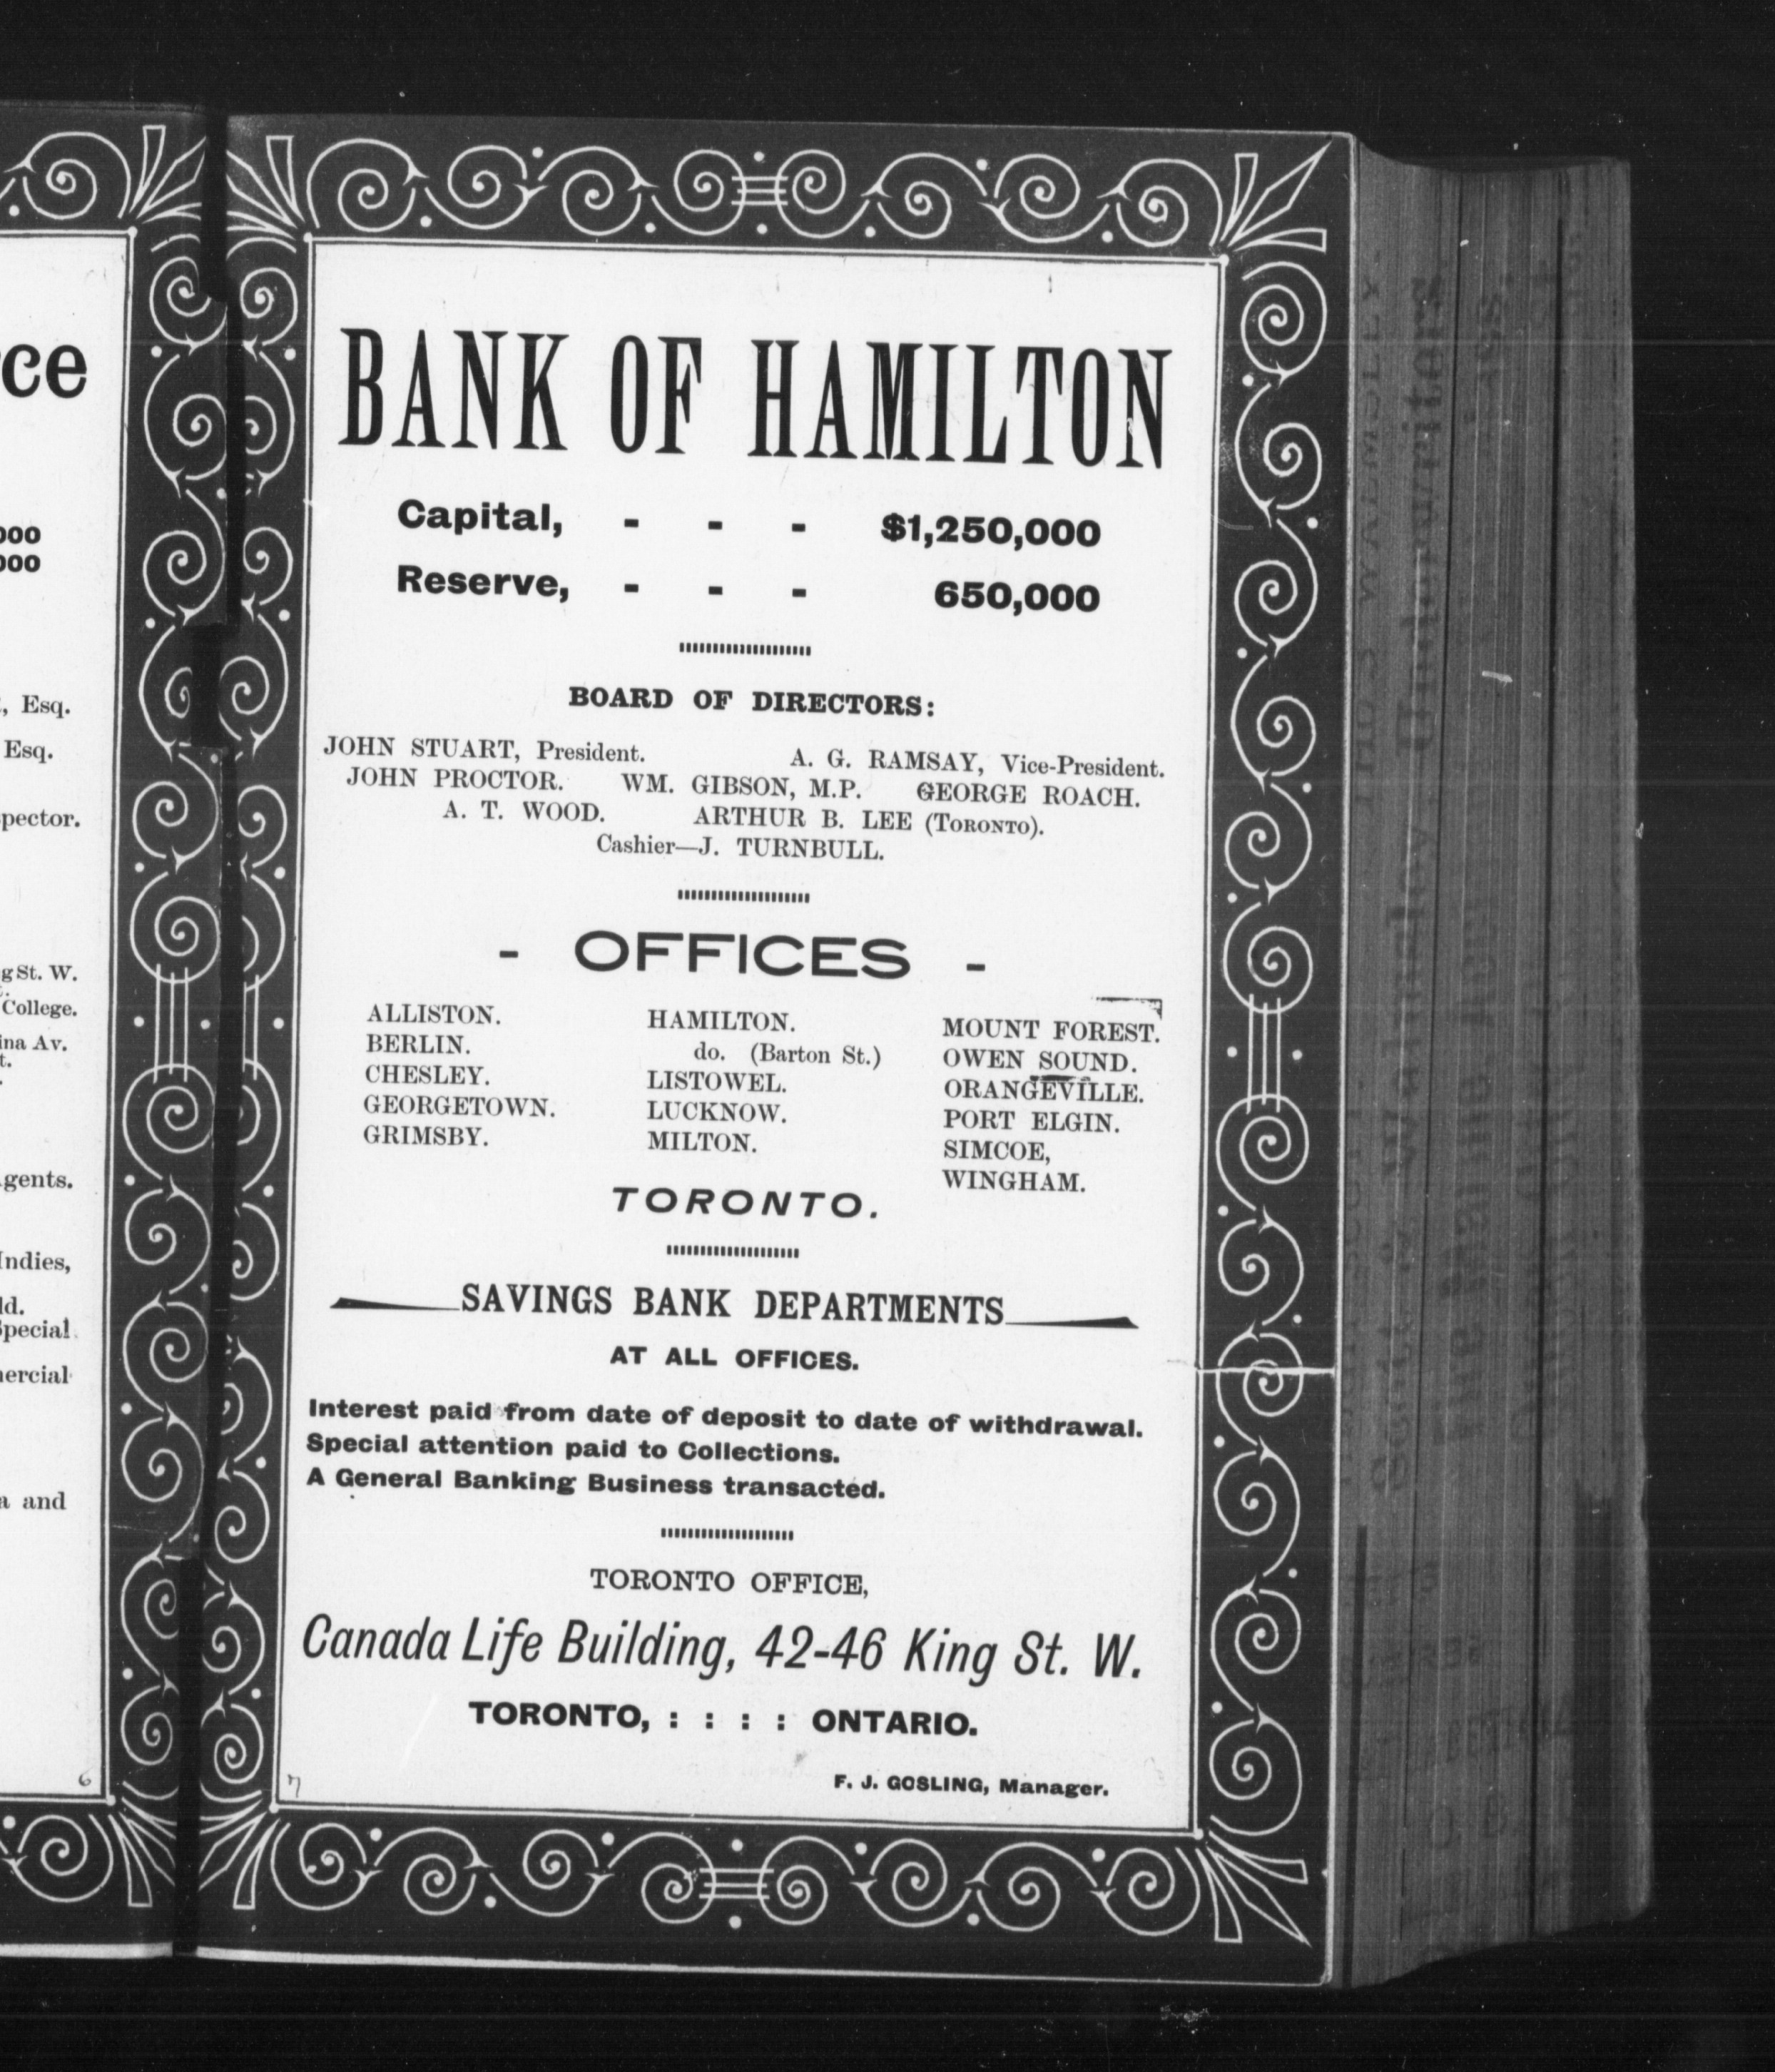 ce
000
000
, Esq.
Esq.
pector.
g St. W.
College.
ina Av.
t.
gents.
Indies,
ld.
Special
ercial
a and
6
BANK OF HAMILTON
Capital, - - - $1,250,000
Reserve, - - - 650,000
BOARD OF DIRECTORS:
JOHN STUART, President. A. G. RAMSAY, Vice-President.
JOHN PROCTOR. WM. GIBSON, M.P. GEORGE ROACH.
A. T. WOOD. ARTHUR B. LEE (TORONTO).
Cashier—J. TURNBULL.
- OFFICES -
ALLISTON.
BERLIN.
CHESLEY.
GEORGETOWN.
GRIMSBY.
HAMILTON.
do. (Barton St.)
LISTOWEL.
LUCKNOW.
MILTON.
MOUNT FOREST.
OWEN SOUND.
ORANGEVILLE.
PORT ELGIN.
SIMCOE,
WINGHAM.
TORONTO.
SAVINGS BANK DEPARTMENTS
AT ALL OFFICES.
Interest paid from date of deposit to date of withdrawal.
Special attention paid to Collections.
A General Banking Business transacted.
TORONTO OFFICE,
Canada Life Building, 42-46 King St. W.
TORONTO, : : : : ONTARIO.
F. J. GOSLING, Manager.
7